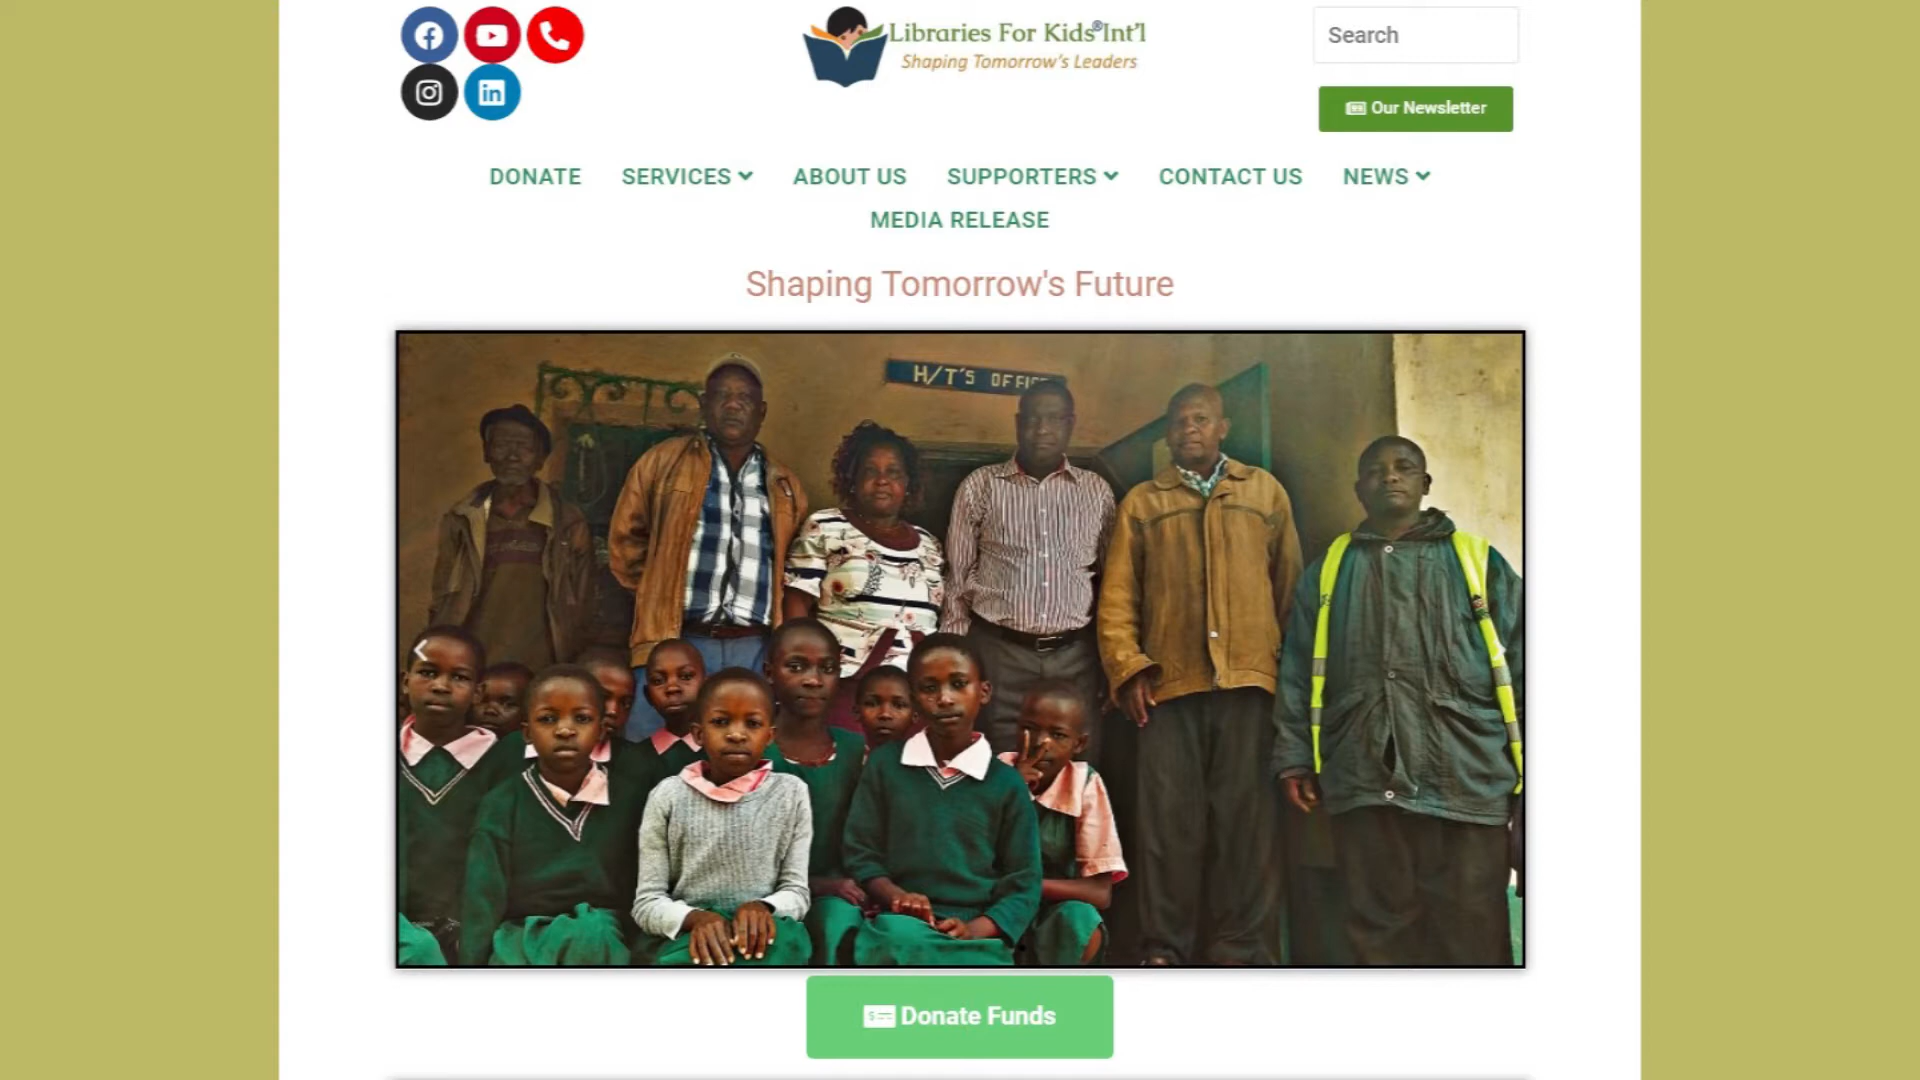 Libraries For Kids®Int'l
Shaping Tomorrow's Leaders
Search
Our Newsletter
DONATE SERVICES ABOUT US SUPPORTERS CONTACT US NEWS
MEDIA RELEASE
Shaping Tomorrow's Future
H/T'S OFFICE
Donate Funds